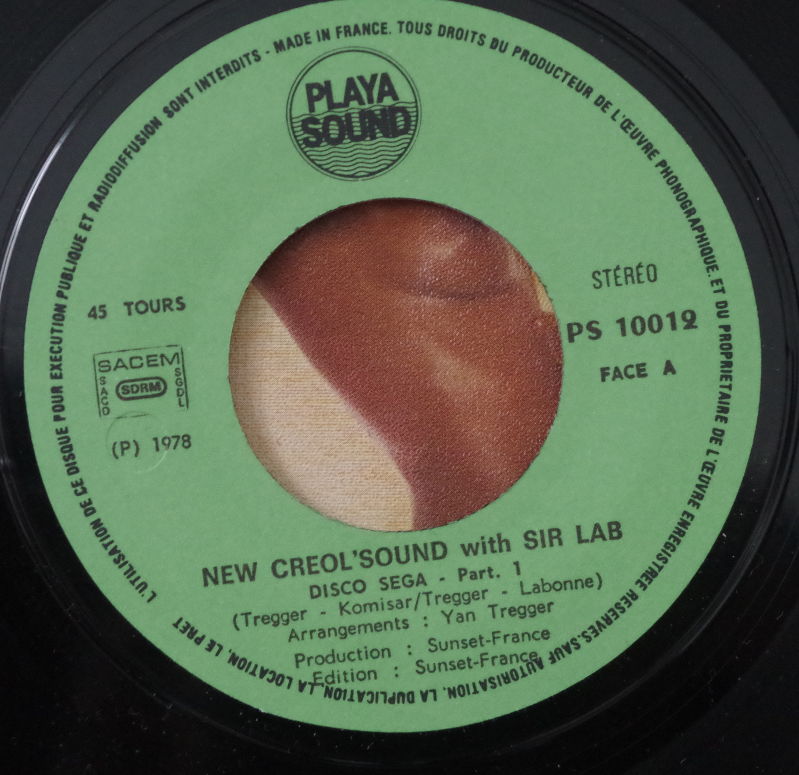 MADE IN FRANCE. TOUS DROITS DU PRODUCTEUR DE L'ŒUVRE PHONOGRAPHIQUE. ET DU PROPRIETAIRE DE L'ŒUVRE ENREGISTREE RESERVES. SAUF AUTORISATION. LA DUPLICATION. LA LOCATION. LE PRET L'UTILISATION DE CE DISQUE POUR EXECUTION PUBLIQUE ET RADIODIFFUSION SONT INTERDITS -
PLAYA
SOUND
STÉRÉO
45 TOURS
PS 10012
FACE A
SACEM
SACD
SDRM
SGDL
(P) 1978
NEW CREOL'SOUND with SIR LAB
DISCO SEGA - Part. 1
(Tregger - Komisar/Tregger - Labonne)
Arrangements : Yan Tregger
Production : Sunset-France
Edition : Sunset-France